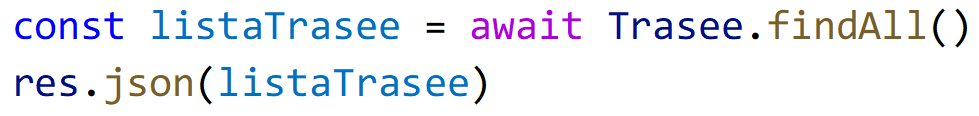 const listaTrasee = await Trasee.findAll()
res.json(listaTrasee)